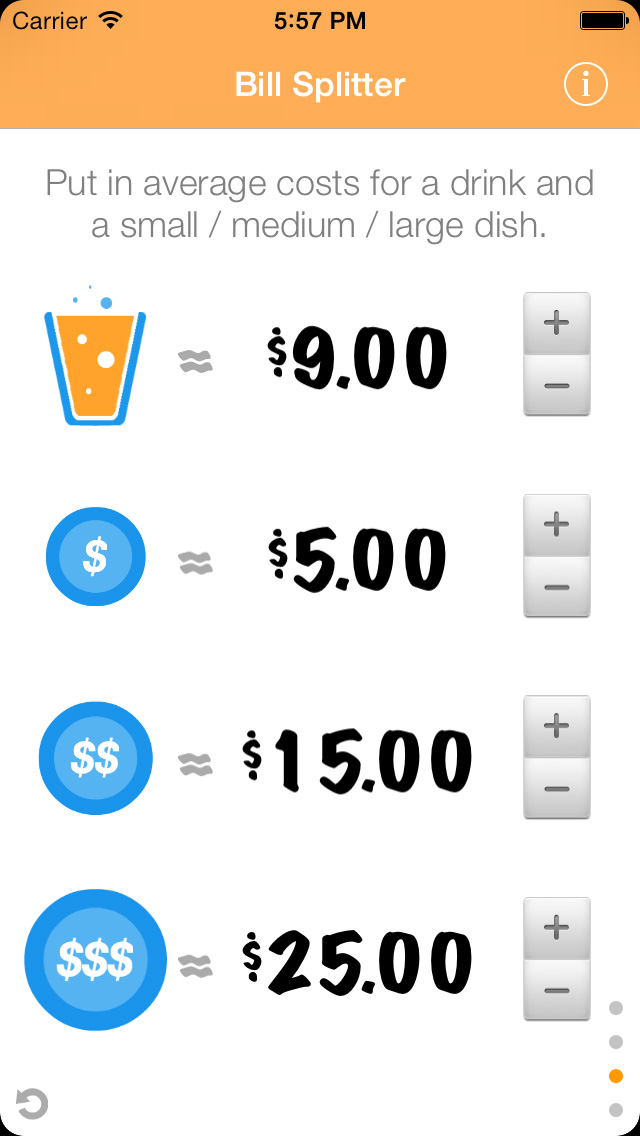 Carrier 5:57 PM
Bill Splitter i
Put in average costs for a drink and
a small / medium / large dish.
≈ $9.00 + −
$ ≈ $5.00 + −
$$ ≈ $15.00 + −
$$$ ≈ $25.00 + −